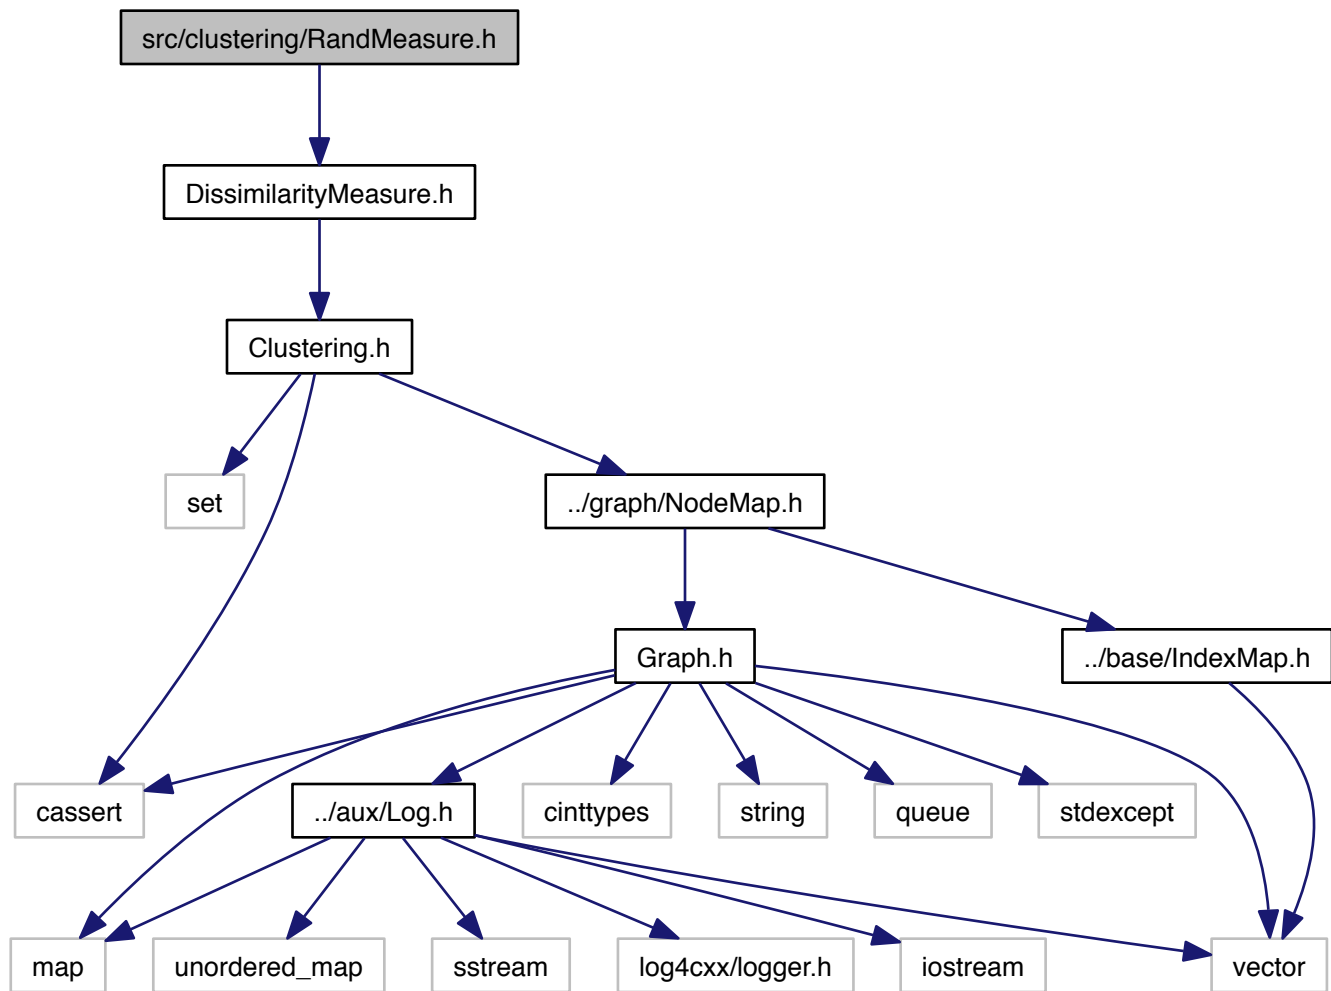 src/clustering/RandMeasure.h
DissimilarityMeasure.h
Clustering.h
set
../graph/NodeMap.h
Graph.h
../base/IndexMap.h
cassert
../aux/Log.h
cinttypes
string
queue
stdexcept
map
unordered_map
sstream
log4cxx/logger.h
iostream
vector